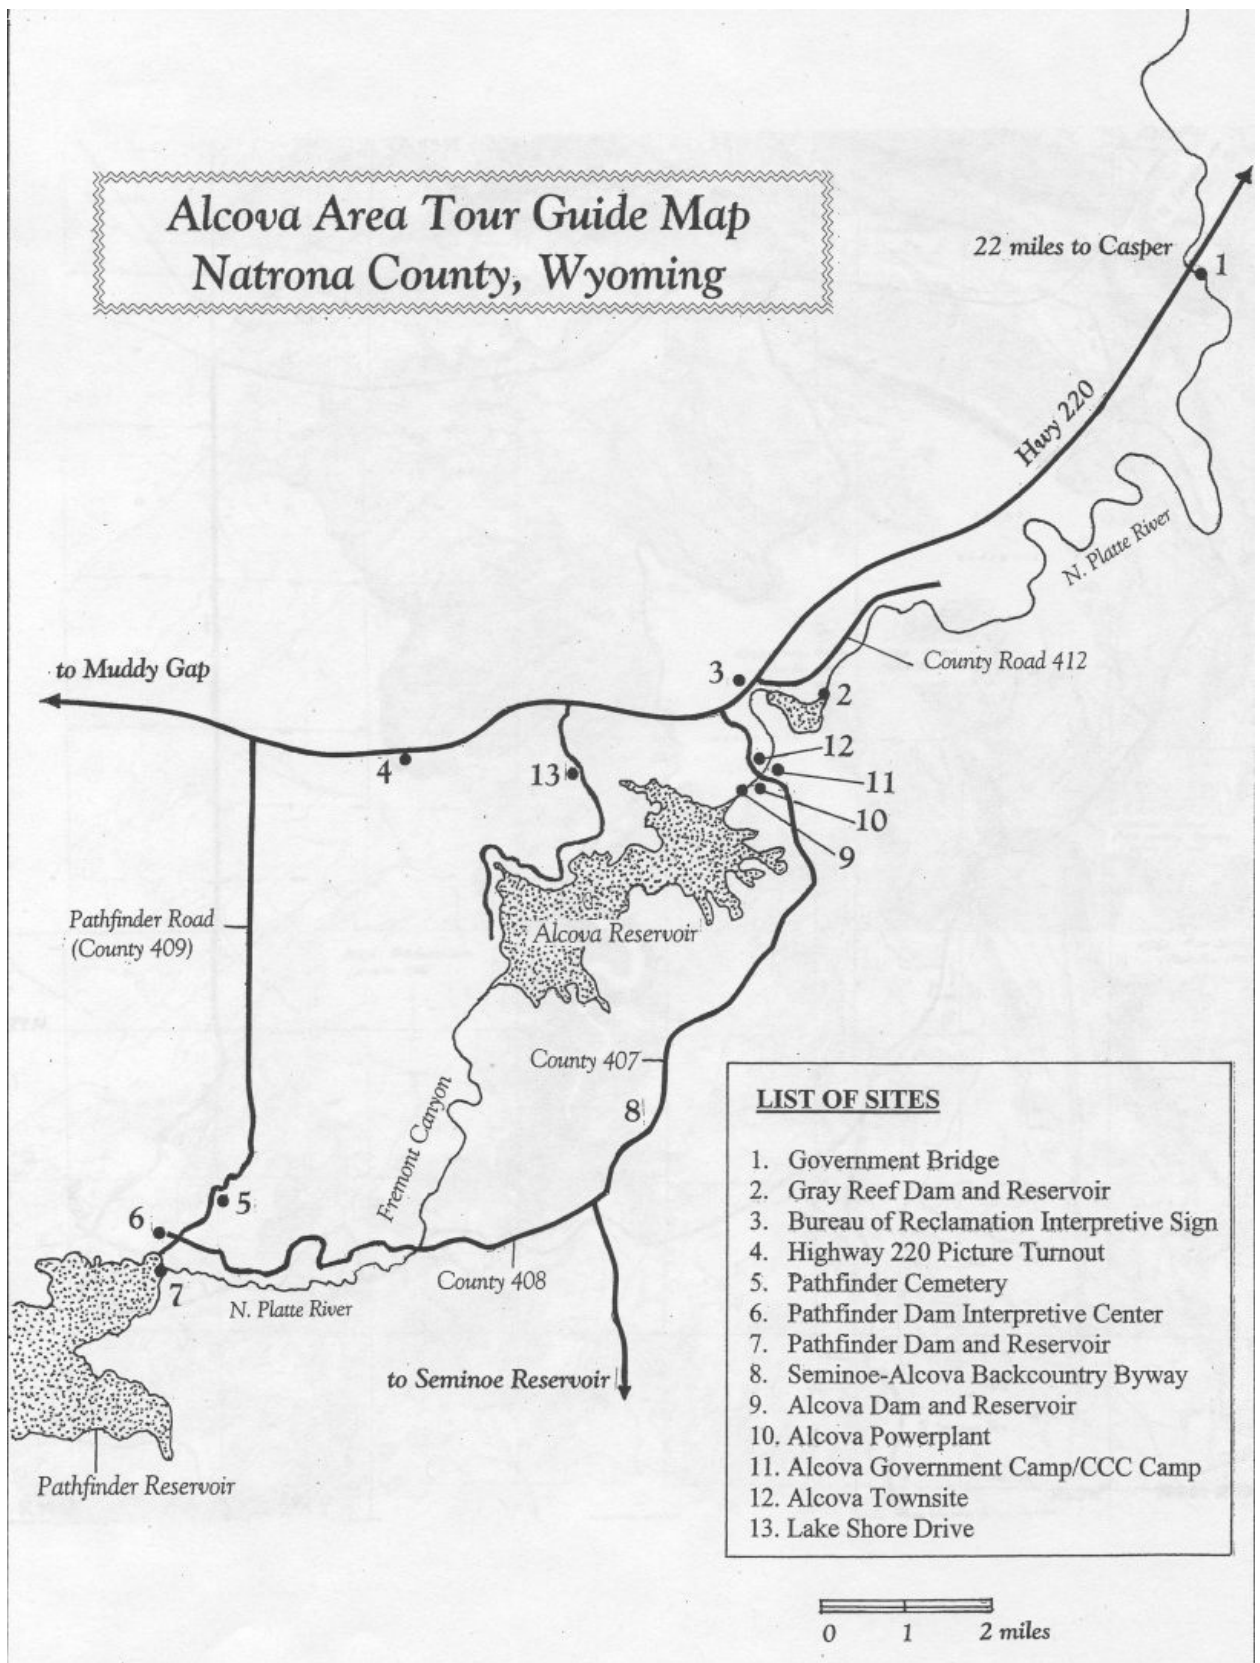 Alcova Area Tour Guide Map
Natrona County, Wyoming
22 miles to Casper
1
Hwy 220
N. Platte River
County Road 412
to Muddy Gap
3
2
12
4
13
11
10
9
Pathfinder Road
(County 409)
Alcova Reservoir
County 407
8
Fremont Canyon
5
6
7
County 408
N. Platte River
to Seminoe Reservoir
Pathfinder Reservoir
LIST OF SITES
1. Government Bridge
2. Gray Reef Dam and Reservoir
3. Bureau of Reclamation Interpretive Sign
4. Highway 220 Picture Turnout
5. Pathfinder Cemetery
6. Pathfinder Dam Interpretive Center
7. Pathfinder Dam and Reservoir
8. Seminoe-Alcova Backcountry Byway
9. Alcova Dam and Reservoir
10. Alcova Powerplant
11. Alcova Government Camp/CCC Camp
12. Alcova Townsite
13. Lake Shore Drive
0 1 2 miles